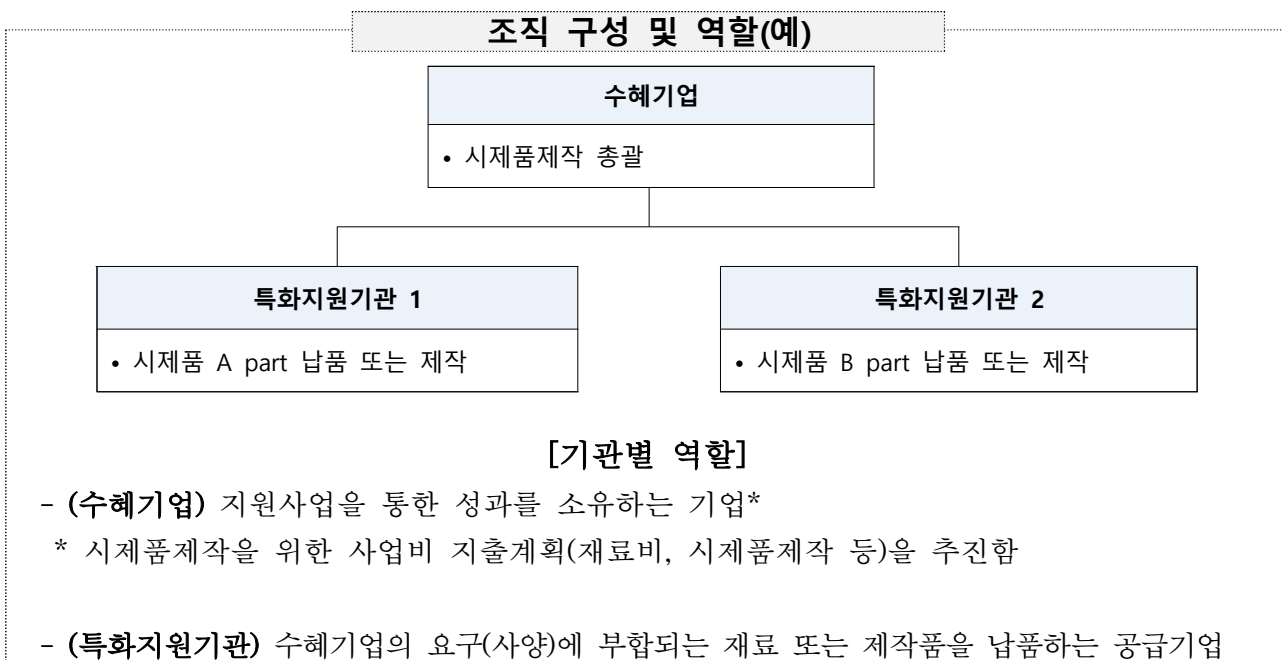 조직 구성 및 역할(예)
수혜기업
• 시제품제작 총괄
특화지원기관 1
• 시제품 A part 납품 또는 제작
특화지원기관 2
• 시제품 B part 납품 또는 제작
[기관별 역할]
- (수혜기업) 지원사업을 통한 성과를 소유하는 기업*
* 시제품제작을 위한 사업비 지출계획(재료비, 시제품제작 등)을 추진함
- (특화지원기관) 수혜기업의 요구(사양)에 부합되는 재료 또는 제작품을 납품하는 공급기업